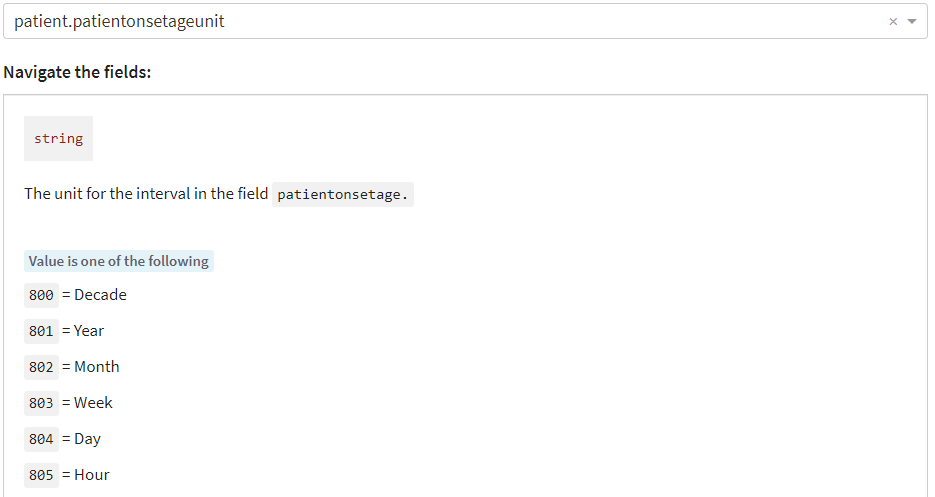 patient.patientonsetageunit
Navigate the fields:
string
The unit for the interval in the field patientonsetage.
Value is one of the following
800 = Decade
801 = Year
802 = Month
803 = Week
804 = Day
805 = Hour